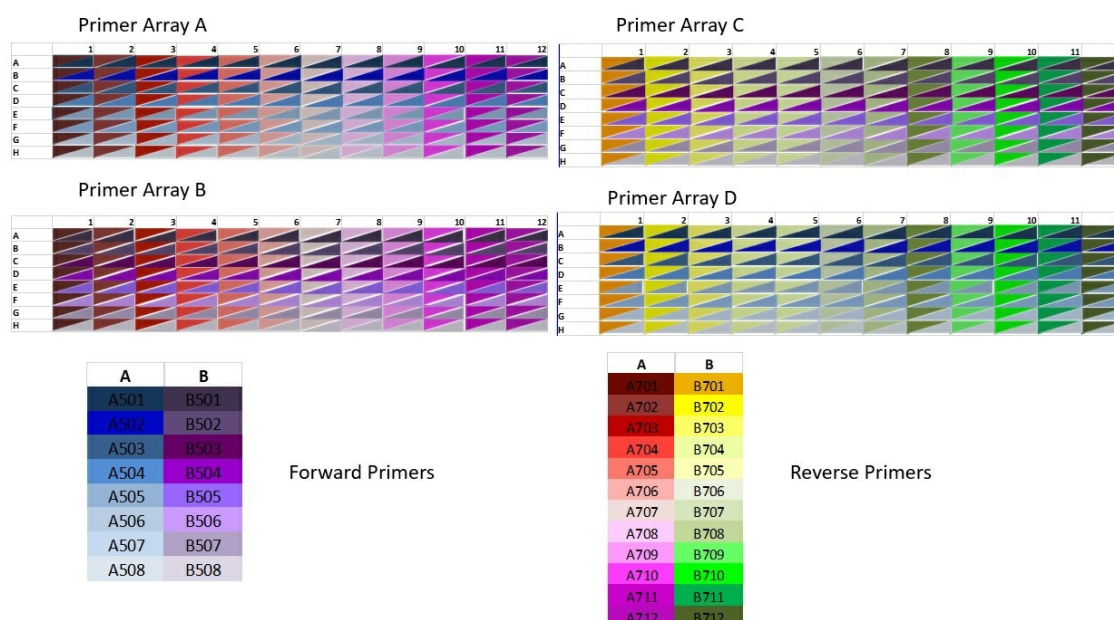 Primer Array A
1 2 3 4 5 6 7 8 9 10 11 12
A
B
C
D
E
F
G
H
Primer Array C
1 2 3 4 5 6 7 8 9 10 11
A
B
C
D
E
F
G
H
Primer Array B
1 2 3 4 5 6 7 8 9 10 11 12
A
B
C
D
E
F
G
H
Primer Array D
1 2 3 4 5 6 7 8 9 10 11
A
B
C
D
E
F
G
H
A B
A501 B501
A502 B502
A503 B503
A504 B504
A505 B505
A506 B506
A507 B507
A508 B508
Forward Primers
A B
A701 B701
A702 B702
A703 B703
A704 B704
A705 B705
A706 B706
A707 B707
A708 B708
A709 B709
A710 B710
A711 B711
A712 B712
Reverse Primers